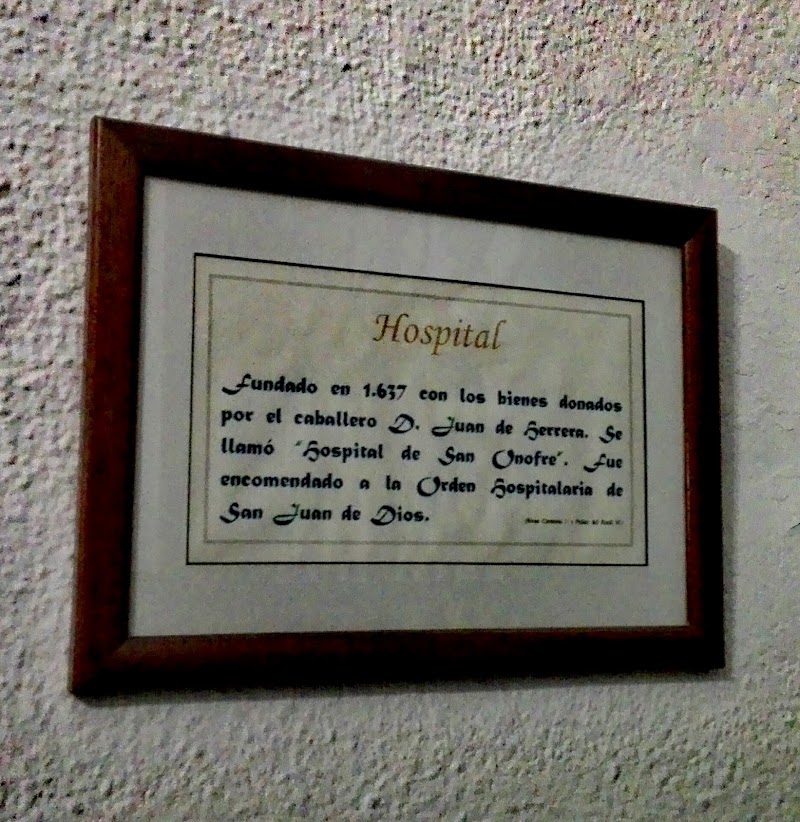 Hospital
Fundado en 1.637 con los bienes donados
por el caballero D. Juan de Herrera. Se
llamó "Hospital de San Onofre". Fue
encomendado a la Orden Hospitalaria de
San Juan de Dios.